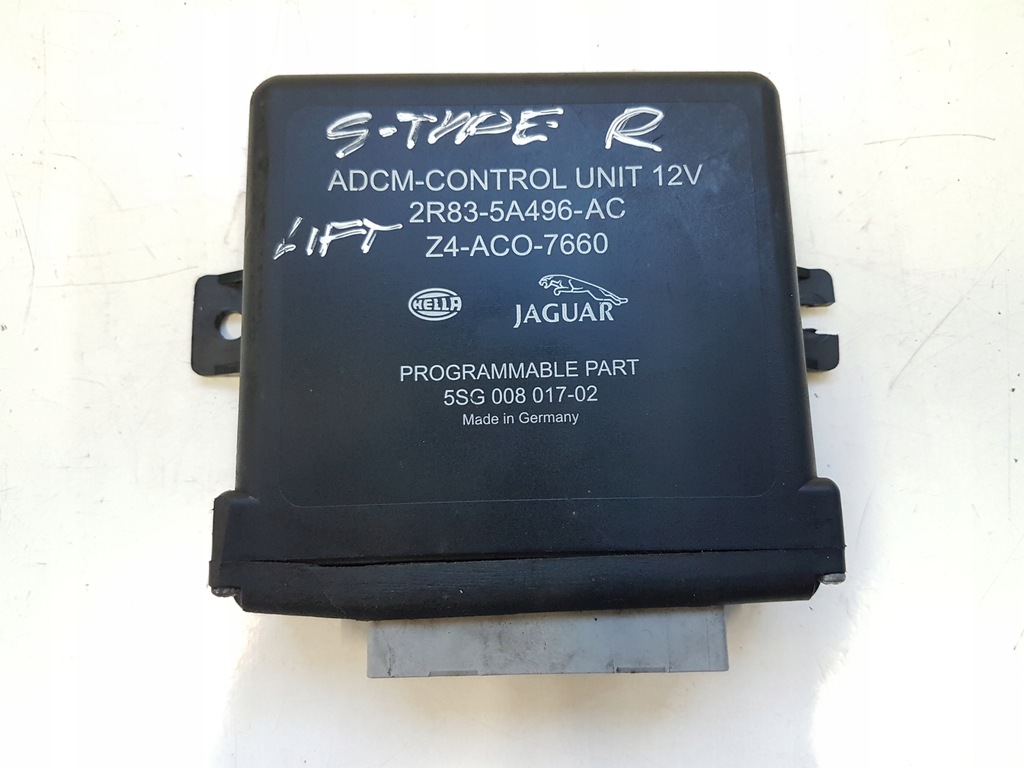 S-TYPE R
ADCM-CONTROL UNIT 12V
2R83-5A496-AC
LIFT
Z4-ACO-7660
HELLA
JAGUAR
PROGRAMMABLE PART
5SG 008 017-02
Made in Germany